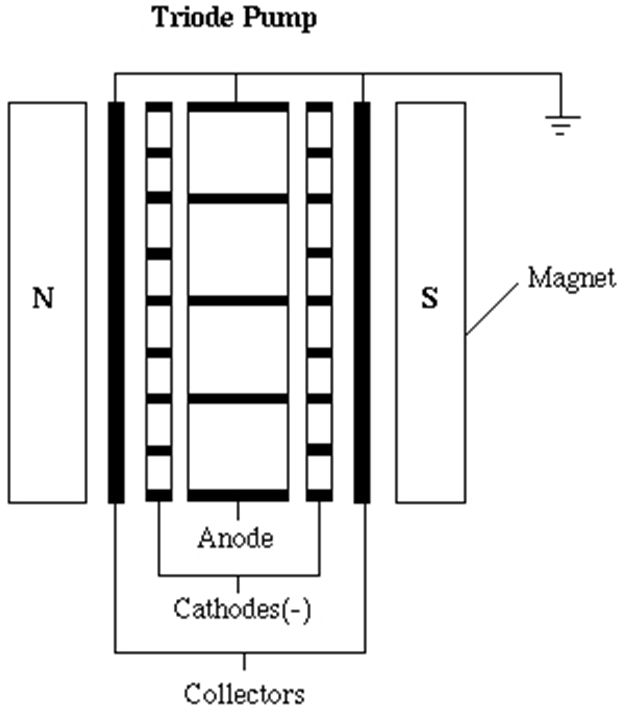 Triode Pump
N
S
Magnet
Anode
Cathodes(-)
Collectors